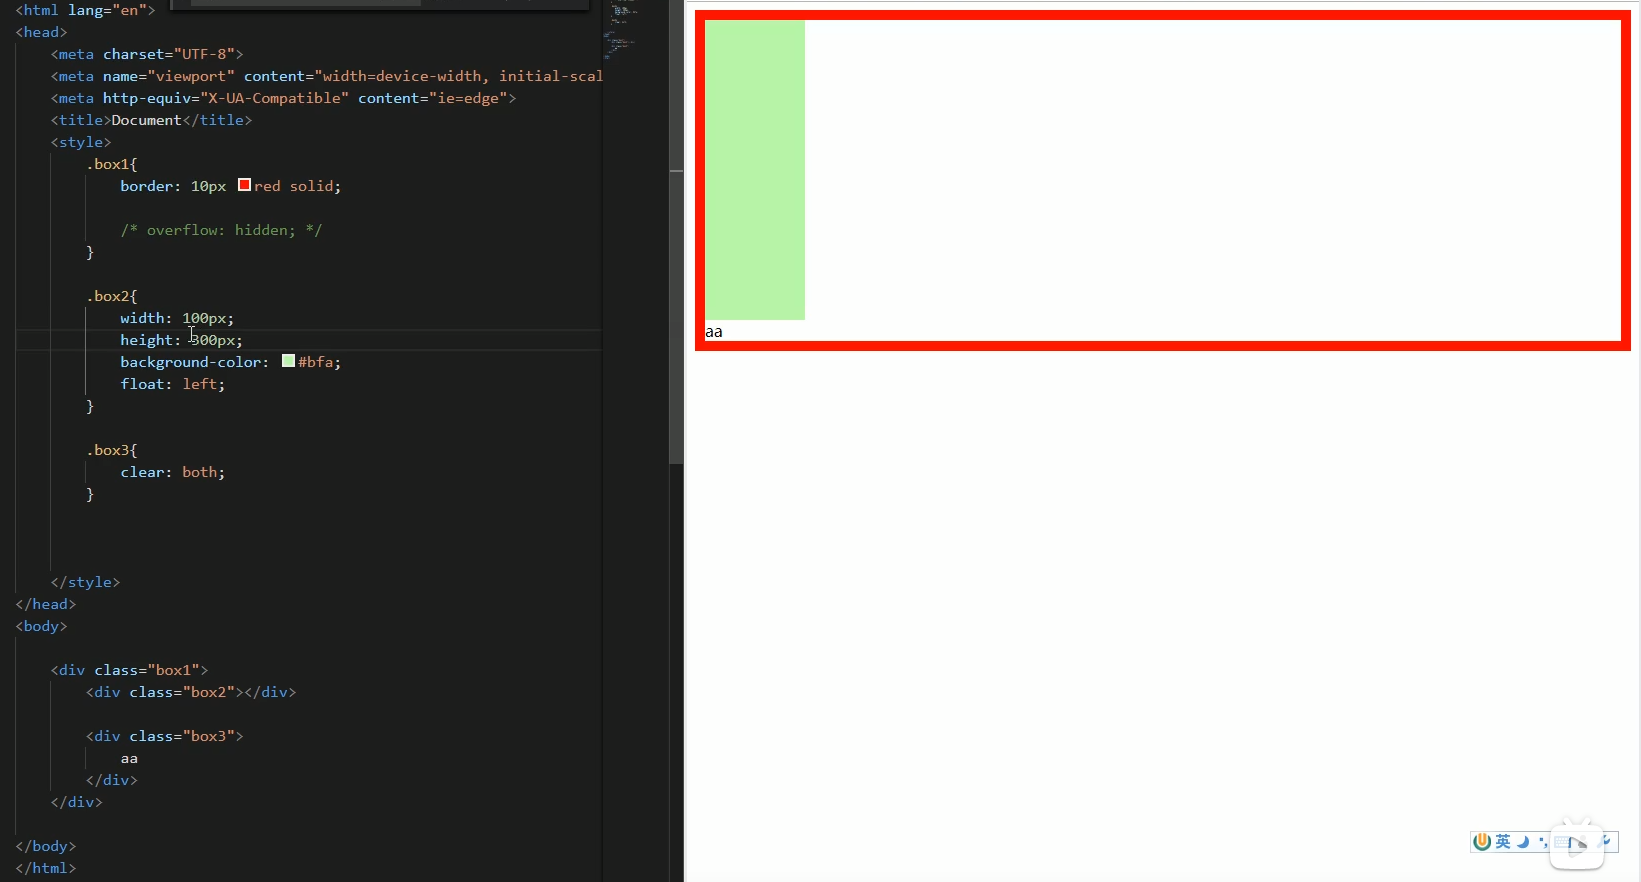 <html lang="en">
<head>
<meta charset="UTF-8">
<meta name="viewport" content="width=device-width, initial-scal
<meta http-equiv="X-UA-Compatible" content="ie=edge">
<title>Document</title>
<style>
.box1{
border: 10px red solid;
/* overflow: hidden; */
}
.box2{
width: 100px;
height: 300px;
background-color: #bfa;
float: left;
}
.box3{
clear: both;
}
</style>
</head>
<body>
<div class="box1">
<div class="box2"></div>
<div class="box3">
aa
</div>
</div>
</body>
</html>
aa
英